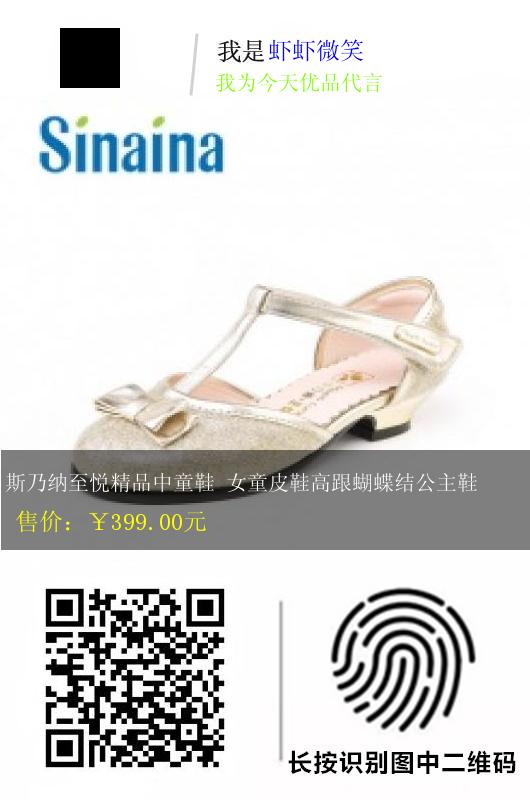 我是虾虾微笑
我为今天优品代言
Sinaina
斯乃纳至悦精品中童鞋 女童皮鞋高跟蝴蝶结公主鞋
售价：￥399.00元
长按识别图中二维码